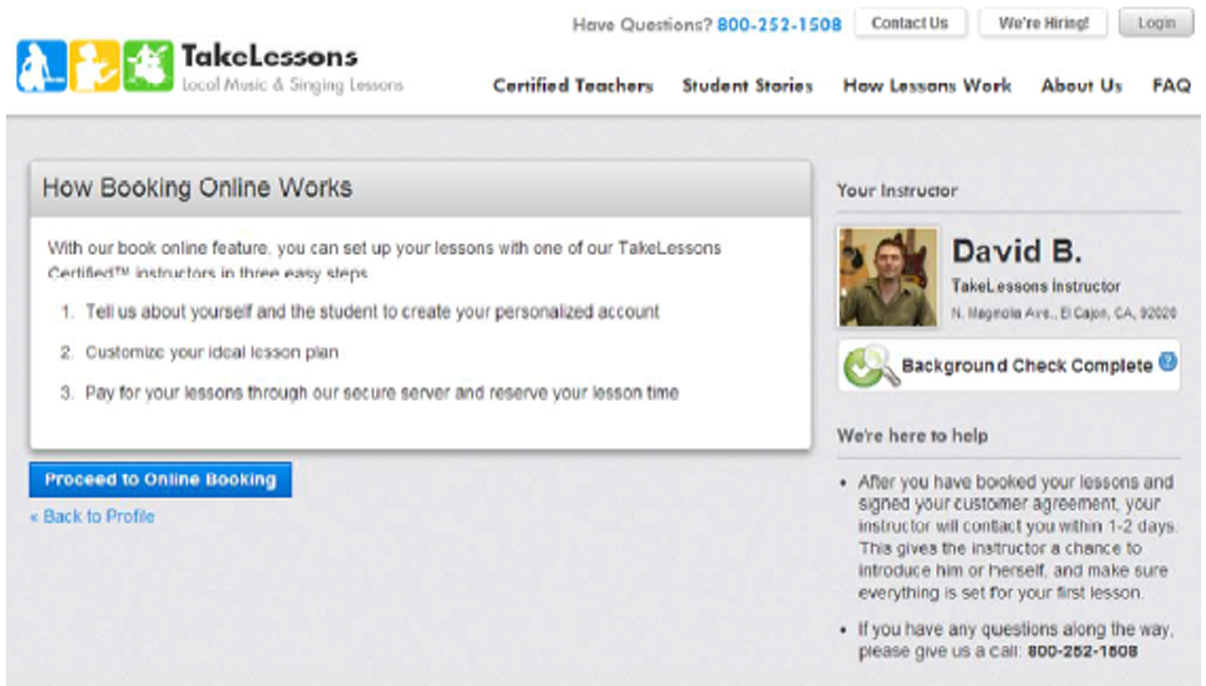 Have Questions? 800-252-1508 Contact Us We're Hiring! Login
TakeLessons
Local Music & Singing Lessons
Certified Teachers Student Stories How Lessons Work About Us FAQ
How Booking Online Works
With our book online feature, you can set up your lessons with one of our TakeLessons
Certified™ instructors in three easy steps
1. Tell us about yourself and the student to create your personalized account
2. Customize your ideal lesson plan
3. Pay for your lessons through our secure server and reserve your lesson time
Proceed to Online Booking
« Back to Profile
Your Instructor
David B.
TakeLessons Instructor
N. Magnolia Ave., El Cajon, CA, 92020
Background Check Complete ?
We're here to help
• After you have booked your lessons and
signed your customer agreement, your
instructor will contact you within 1-2 days.
This gives the instructor a chance to
introduce him or herself, and make sure
everything is set for your first lesson.
• If you have any questions along the way,
please give us a call: 800-252-1508